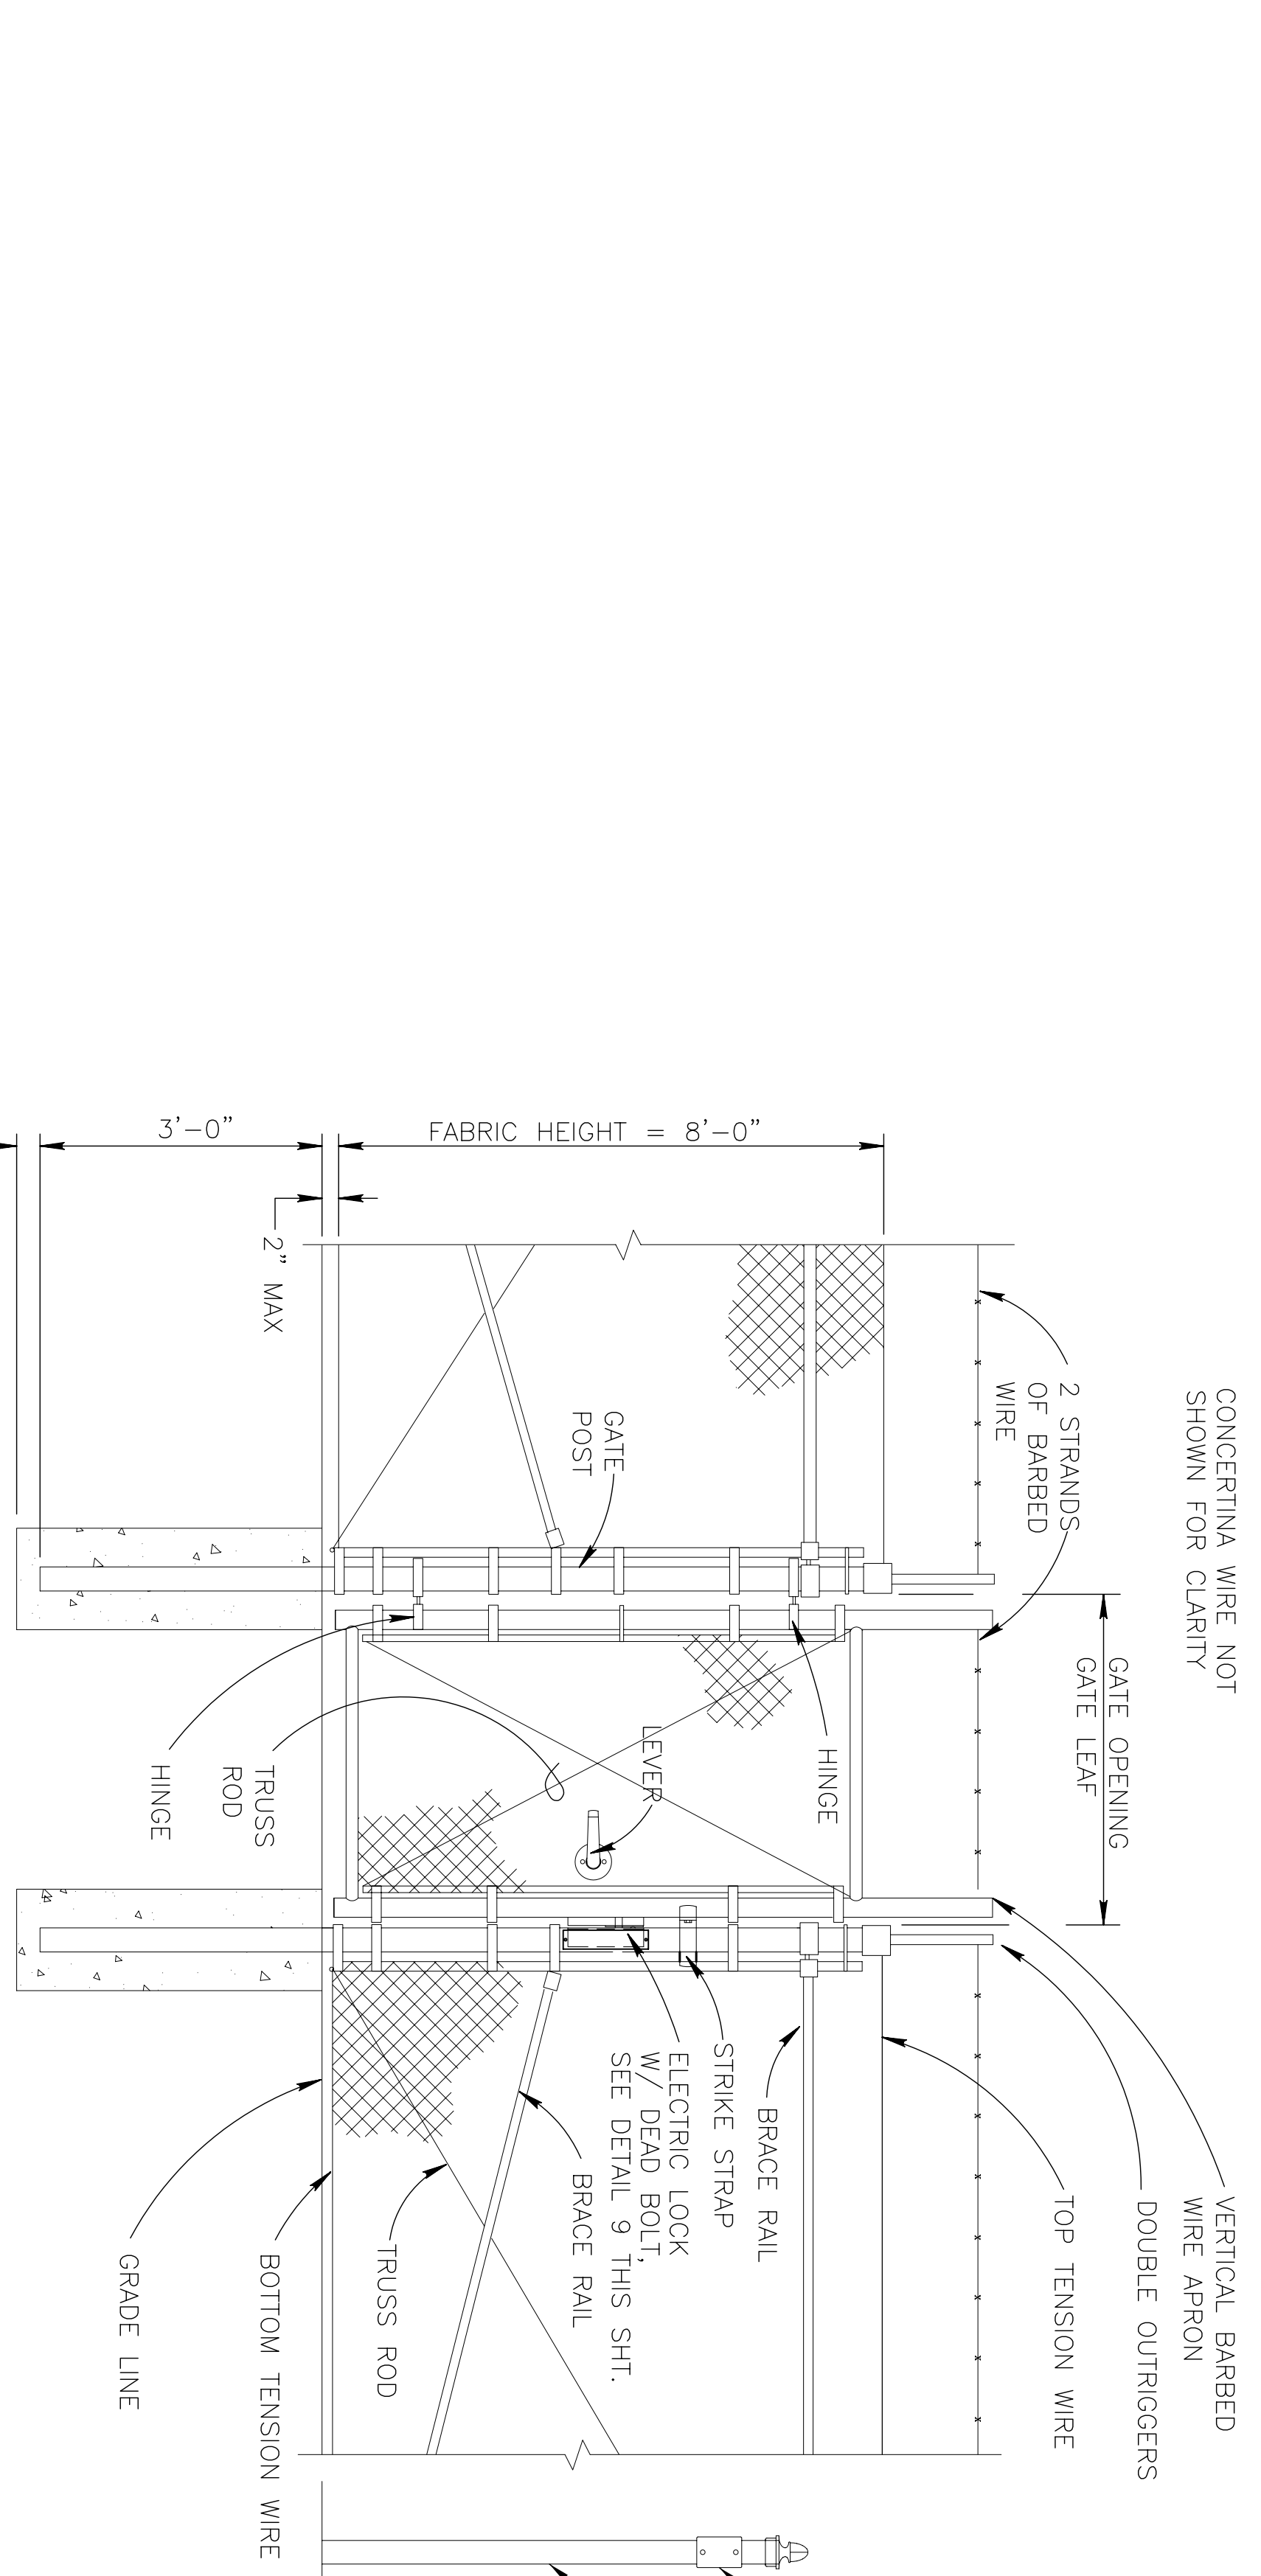 CONCERTINA WIRE NOT
SHOWN FOR CLARITY
2 STRANDS
OF BARBED
WIRE
GATE OPENING
GATE LEAF
VERTICAL BARBED
WIRE APRON
DOUBLE OUTRIGGERS
TOP TENSION WIRE
FABRIC HEIGHT = 8'-0"
3'-0"
2" MAX
GATE
POST
HINGE
LEVER
BRACE RAIL
STRIKE STRAP
ELECTRIC LOCK
W/ DEAD BOLT,
SEE DETAIL 9 THIS SHT.
BRACE RAIL
TRUSS ROD
TRUSS
ROD
HINGE
BOTTOM TENSION WIRE
GRADE LINE